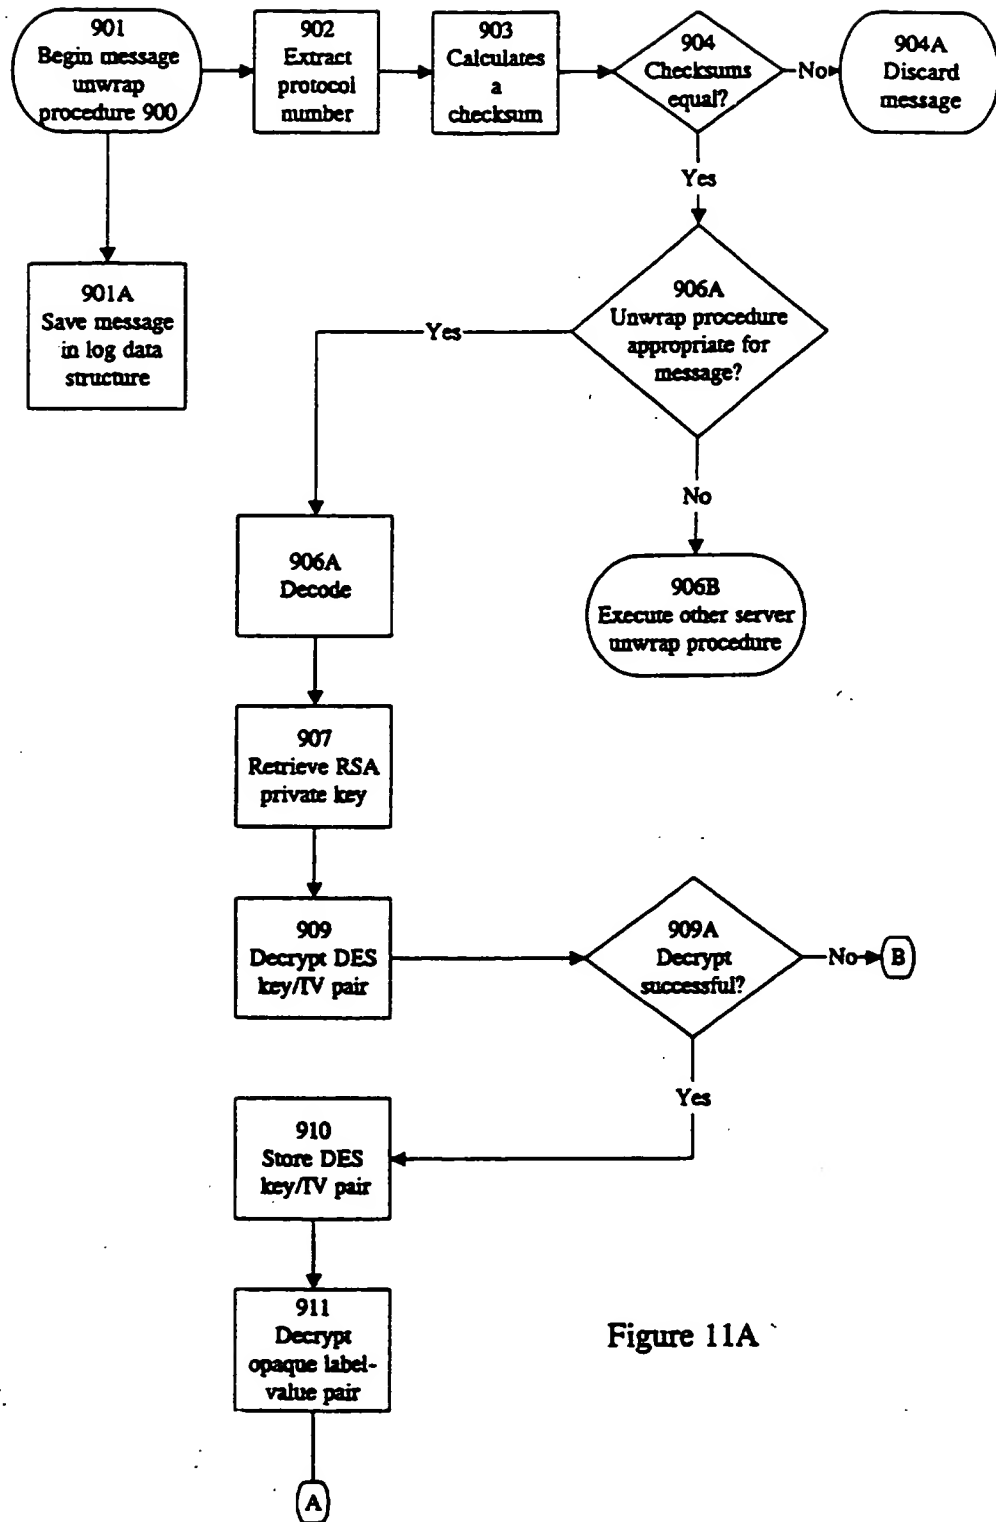 901
Begin message
unwrap
procedure 900
902
Extract
protocol
number
903
Calculates
a
checksum
904
Checksums
equal?
No
904A
Discard
message
Yes
901A
Save message
in log data
structure
906A
Unwrap procedure
appropriate for
message?
Yes
No
906A
Decode
906B
Execute other server
unwrap procedure
907
Retrieve RSA
private key
909
Decrypt DES
key/IV pair
909A
Decrypt
successful?
No
B
Yes
910
Store DES
key/IV pair
911
Decrypt
opaque label-
value pair
Figure 11A
A